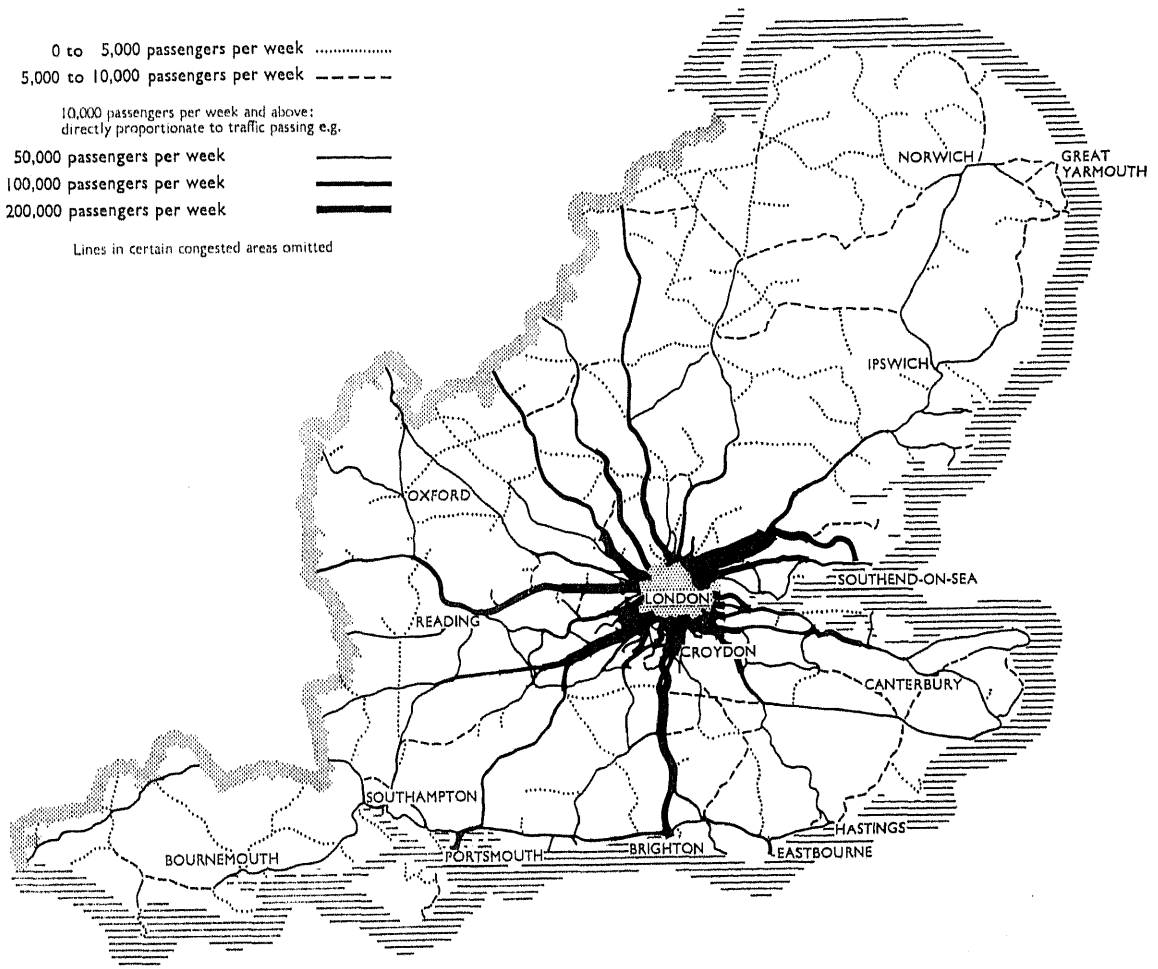 0 to 5,000 passengers per week
5,000 to 10,000 passengers per week
10,000 passengers per week and above:
directly proportionate to traffic passing e.g.
50,000 passengers per week
100,000 passengers per week
200,000 passengers per week
Lines in certain congested areas omitted
NORWICH
GREAT
YARMOUTH
IPSWICH
OXFORD
SOUTHEND-ON-SEA
LONDON
READING
CROYDON
CANTERBURY
SOUTHAMPTON
HASTINGS
BOURNEMOUTH
PORTSMOUTH
BRIGHTON
EASTBOURNE